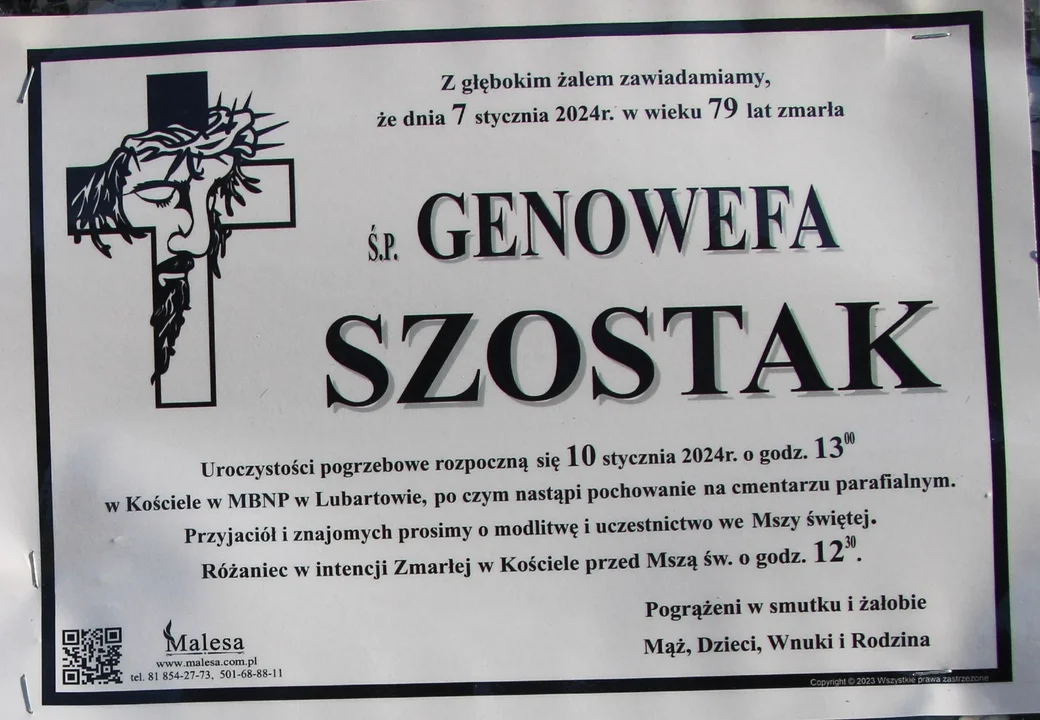 Z głębokim żalem zawiadamiamy,
że dnia 7 stycznia 2024r. w wieku 79 lat zmarła
Ś.P. GENOWEFA
SZOSTAK
Uroczystości pogrzebowe rozpoczną się 10 stycznia 2024r. o godz. 13⁰⁰
w Kościele w MBNP w Lubartowie, po czym nastąpi pochowanie na cmentarzu parafialnym.
Przyjaciół i znajomych prosimy o modlitwę i uczestnictwo we Mszy świętej.
Różaniec w intencji Zmarłej w Kościele przed Mszą św. o godz. 12³⁰.
Pogrążeni w smutku i żałobie
Mąż, Dzieci, Wnuki i Rodzina
Malesa
www.malesa.com.pl
tel. 81 854-27-73, 501-68-88-11
Copyright © 2023 Wszystkie prawa zastrzeżone